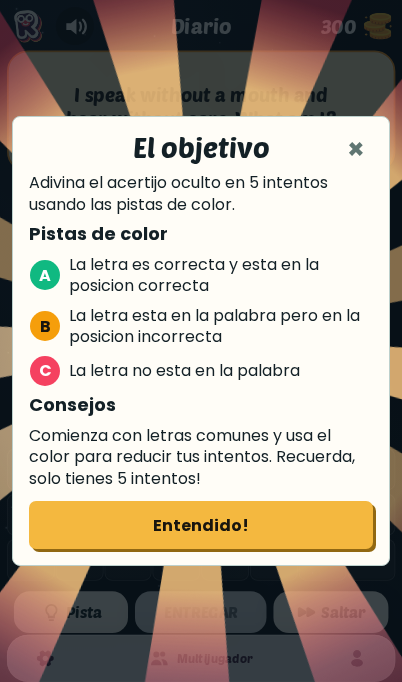 Diario
300
I speak without a mouth and
El objetivo
Adivina el acertijo oculto en 5 intentos
usando las pistas de color.
Pistas de color
A La letra es correcta y esta en la
posicion correcta
B La letra esta en la palabra pero en la
posicion incorrecta
C La letra no esta en la palabra
Consejos
Comienza con letras comunes y usa el
color para reducir tus intentos. Recuerda,
solo tienes 5 intentos!
Entendido!
Pista ENTREGAR Saltar
Multijugador